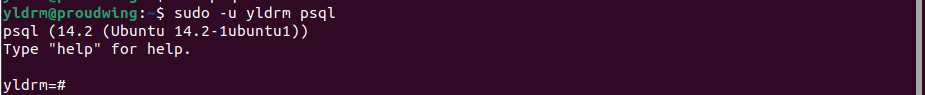 yldrm@proudwing:~$ sudo -u yldrm psql
psql (14.2 (Ubuntu 14.2-1ubuntu1))
Type "help" for help.
yldrm=#